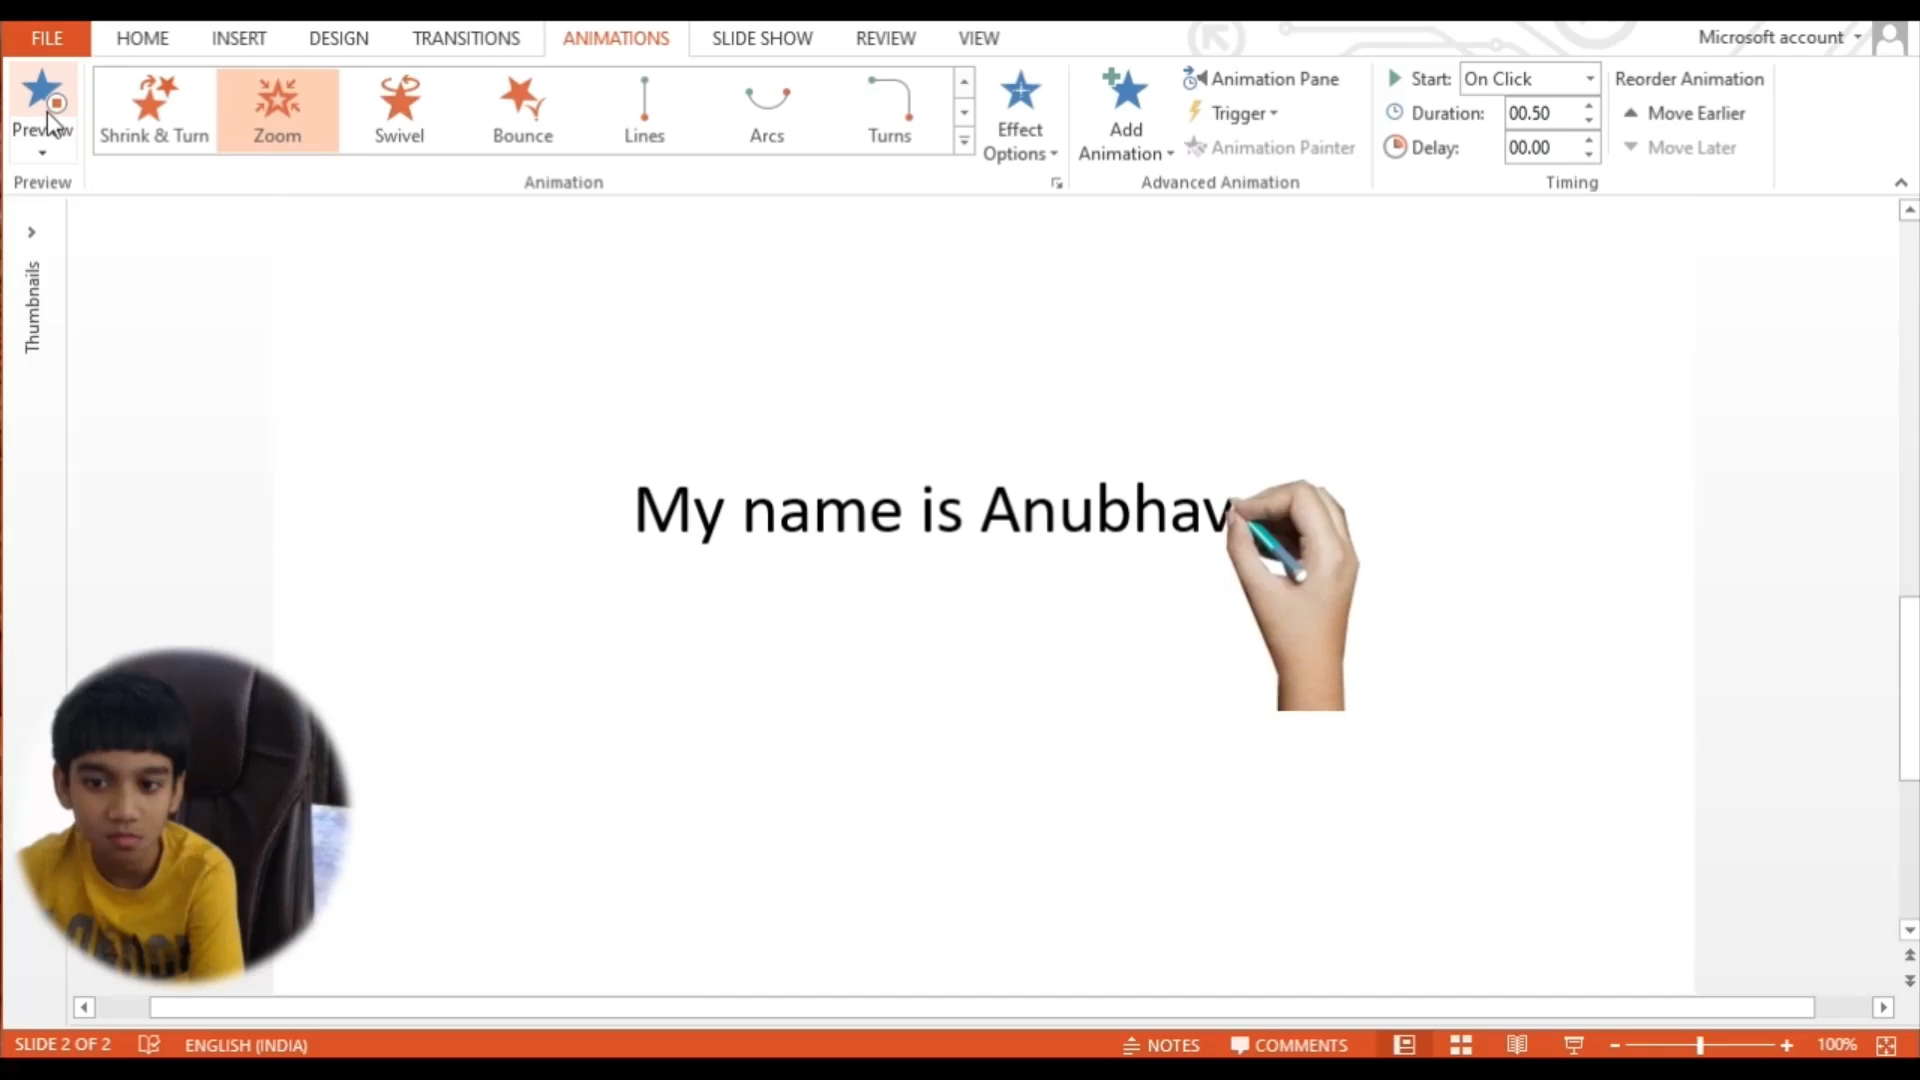 FILE HOME INSERT DESIGN TRANSITIONS ANIMATIONS SLIDE SHOW REVIEW VIEW Microsoft account
Preview Shrink & Turn Zoom Swivel Bounce Lines Arcs Turns Effect Options Add Animation
Animation Pane Start: On Click Reorder Animation
Trigger Duration: 00.50 Move Earlier
Animation Painter Delay: 00.00 Move Later
Preview Animation Advanced Animation Timing
Thumbnails
My name is Anubhav
SLIDE 2 OF 2 ENGLISH (INDIA) NOTES COMMENTS 100%